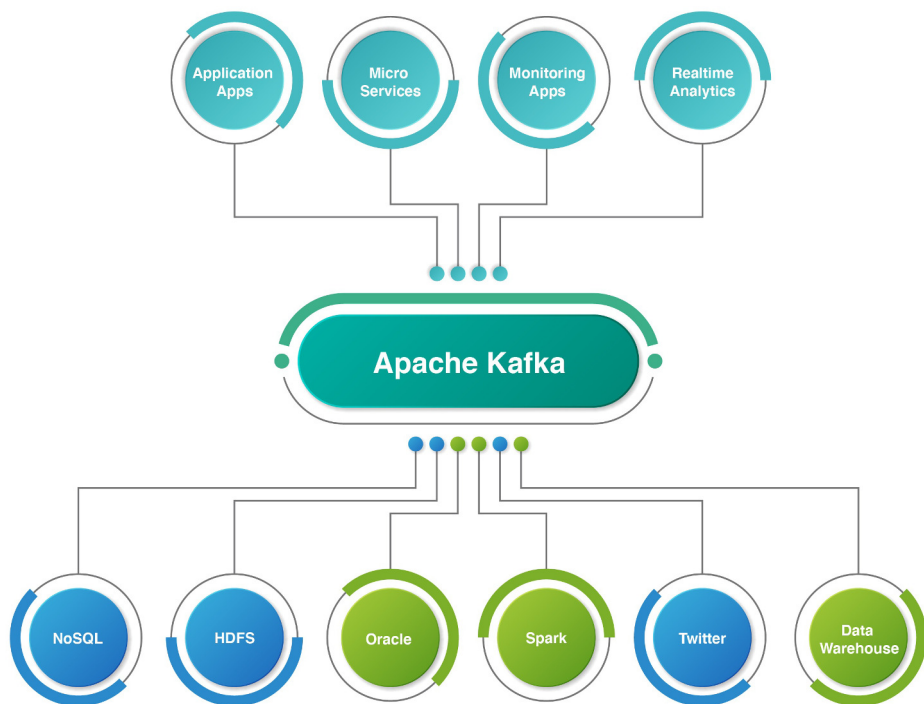 Application
Apps
Micro
Services
Monitoring
Apps
Realtime
Analytics
Apache Kafka
NoSQL
HDFS
Oracle
Spark
Twitter
Data
Warehouse